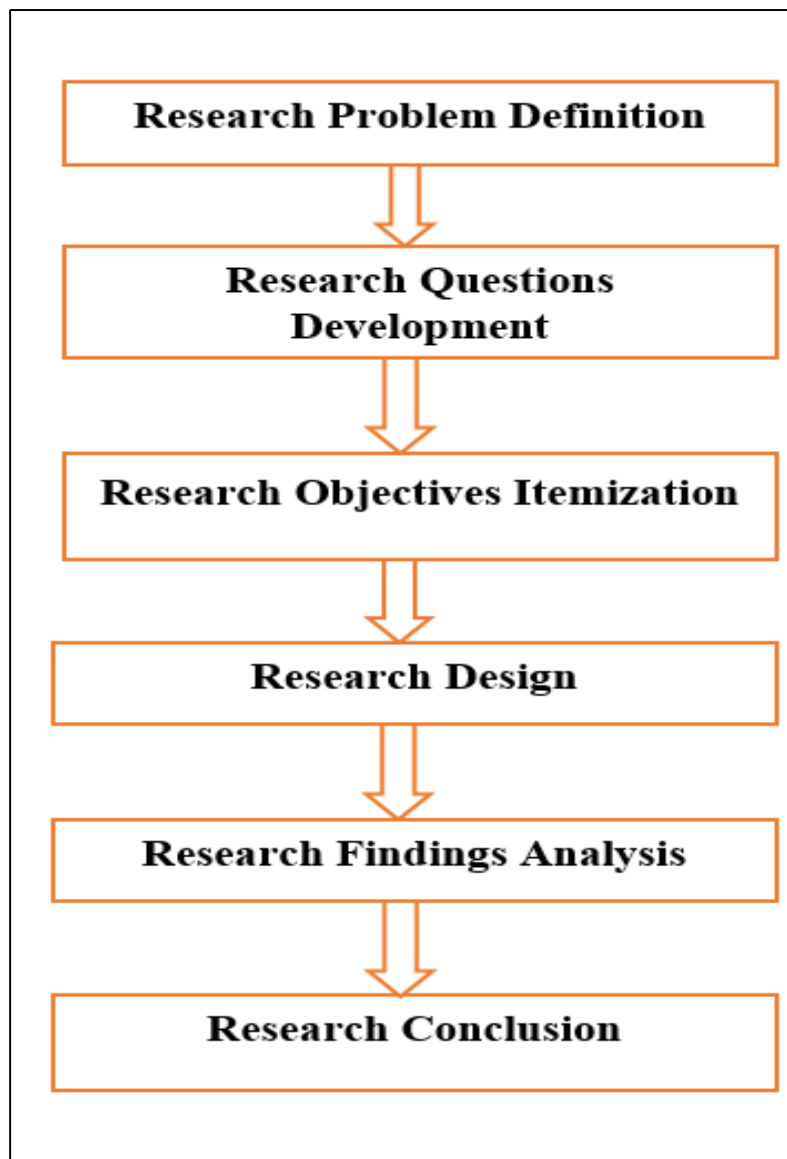 Research Problem Definition
Research Questions
Development
Research Objectives Itemization
Research Design
Research Findings Analysis
Research Conclusion